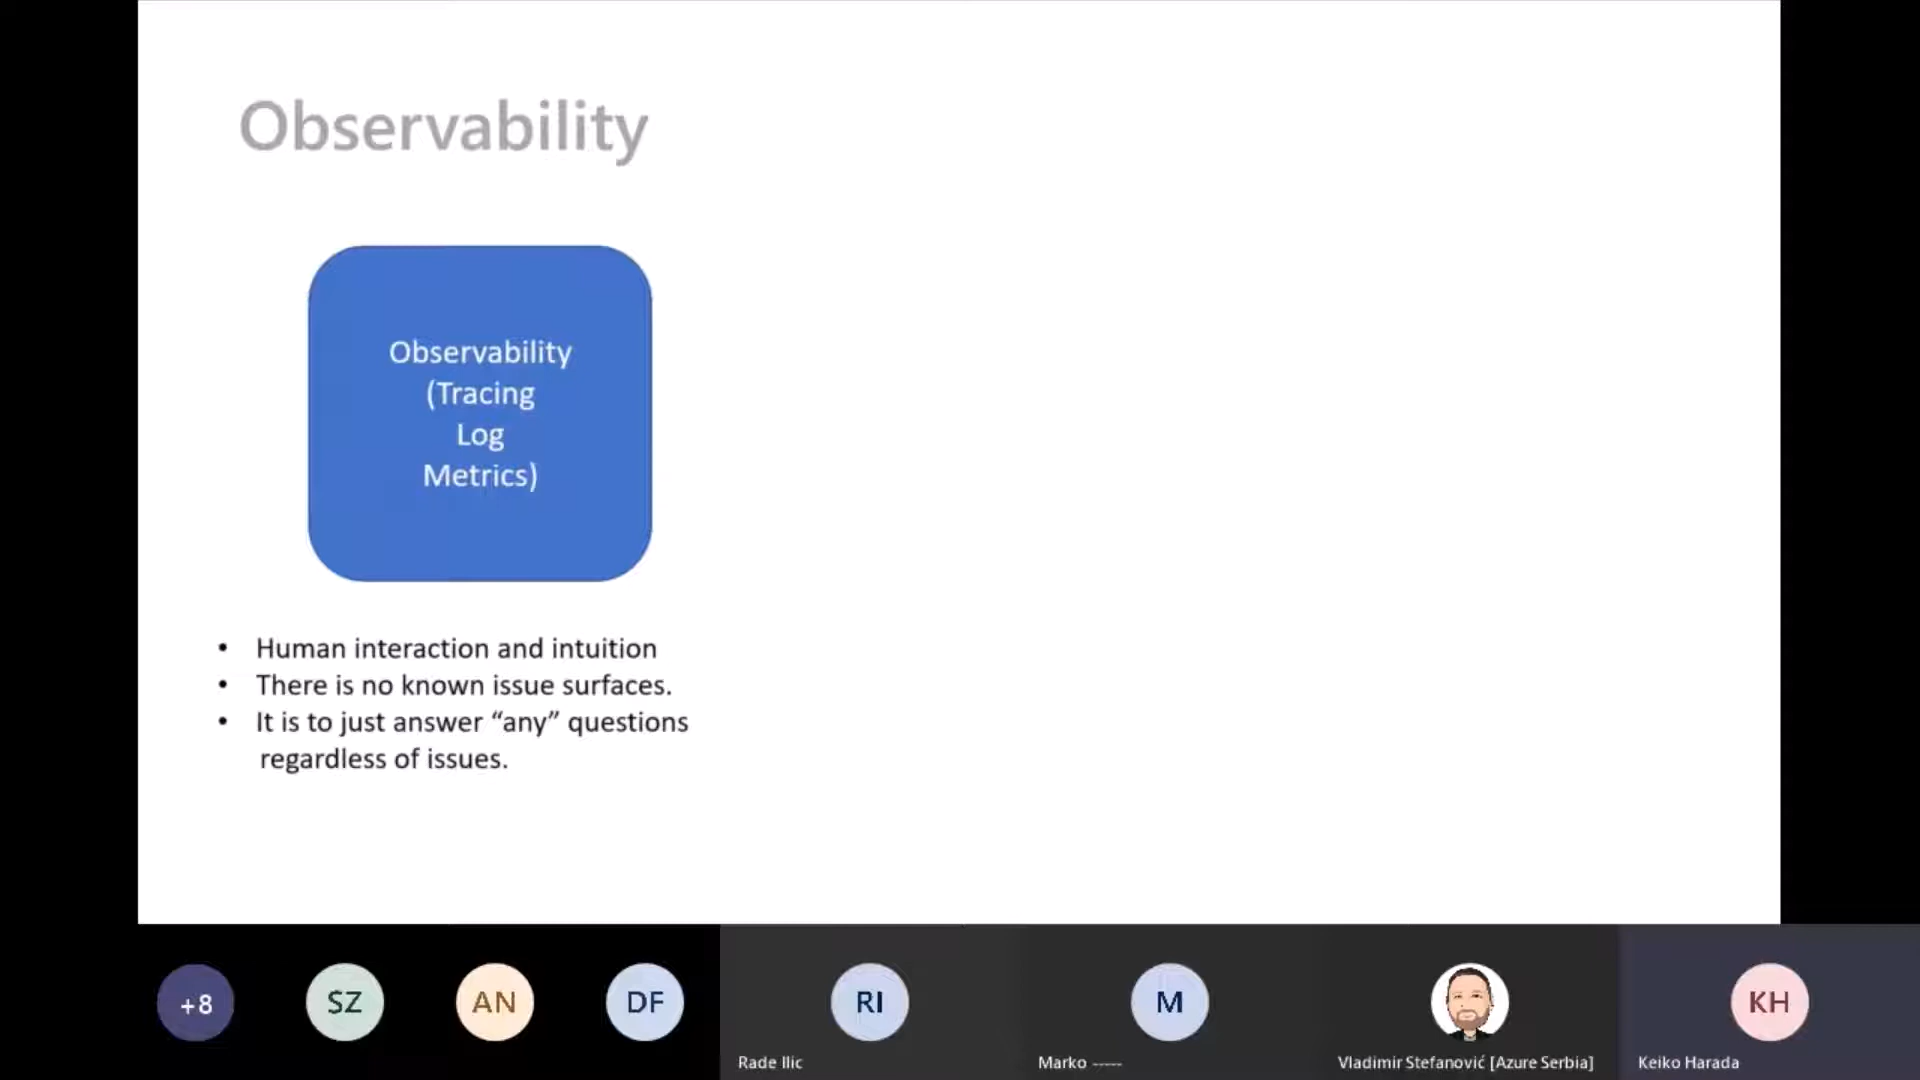 Observability
Observability
(Tracing
Log
Metrics)
• Human interaction and intuition
• There is no known issue surfaces.
• It is to just answer “any” questions
regardless of issues.
+8
SZ
AN
DF
RI
M
KH
Rade Ilic
Marko -----
Vladimir Stefanović [Azure Serbia]
Keiko Harada